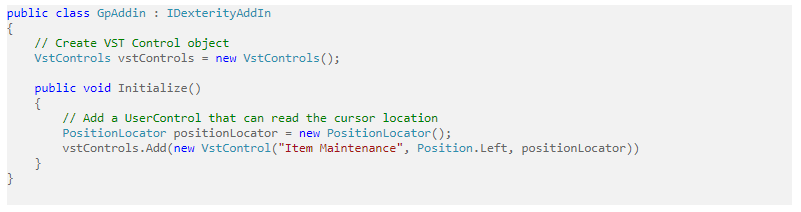 public class GpAddin : IDexterityAddIn
{
    // Create VST Control object
    VstControls vstControls = new VstControls();

    public void Initialize()
    {
        // Add a UserControl that can read the cursor location
        PositionLocator positionLocator = new PositionLocator();
        vstControls.Add(new VstControl("Item Maintenance", Position.Left, positionLocator))
    }
}